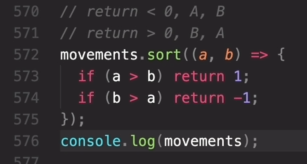 570 // return < 0, A, B
571 // return > 0, B, A
572 movements.sort((a, b) => {
573   if (a > b) return 1;
574   if (b > a) return -1;
575 });
576 console.log(movements);
577